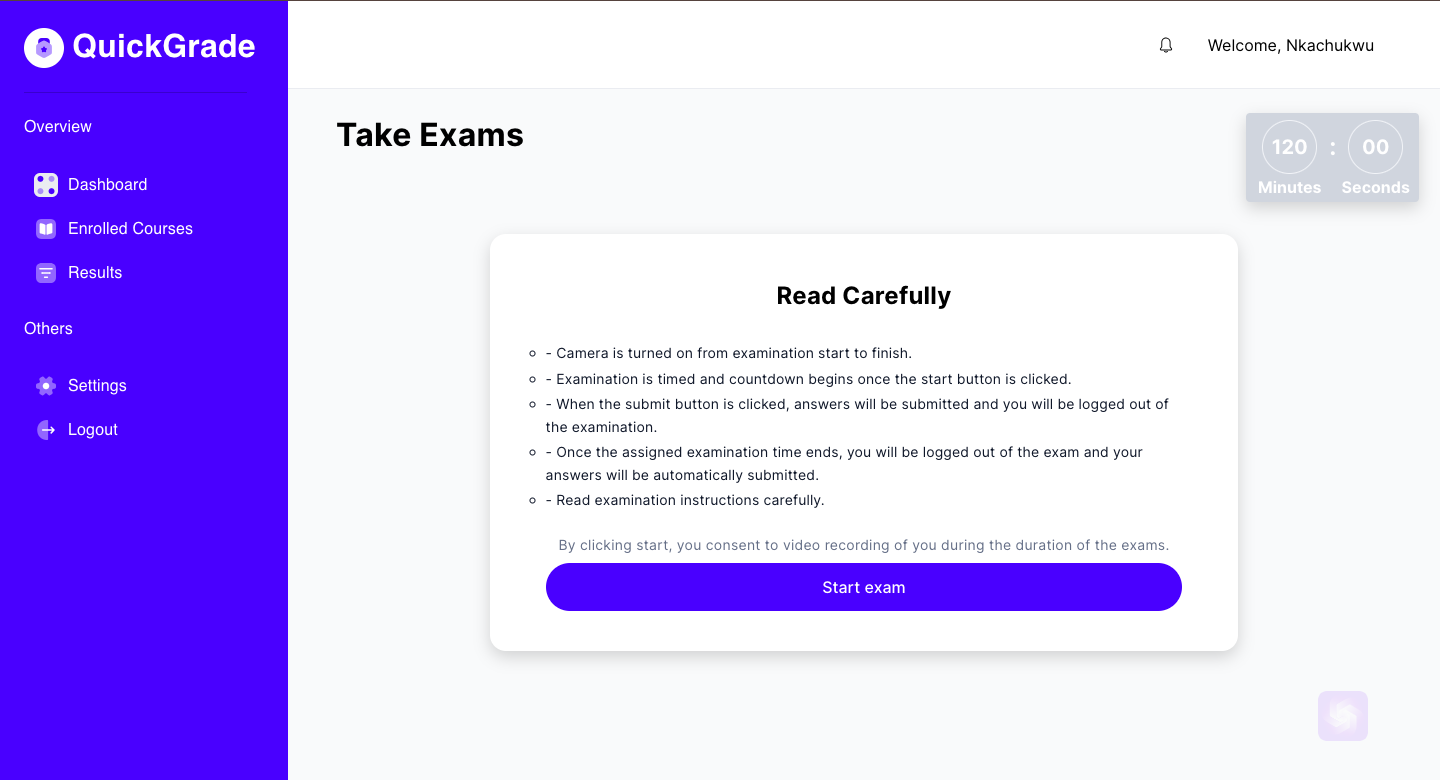 QuickGrade
Welcome, Nkachukwu
Overview
Dashboard
Enrolled Courses
Results
Others
Settings
Logout
Take Exams
120 : 00
Minutes Seconds
Read Carefully
- Camera is turned on from examination start to finish.
- Examination is timed and countdown begins once the start button is clicked.
- When the submit button is clicked, answers will be submitted and you will be logged out of
the examination.
- Once the assigned examination time ends, you will be logged out of the exam and your
answers will be automatically submitted.
- Read examination instructions carefully.
By clicking start, you consent to video recording of you during the duration of the exams.
Start exam